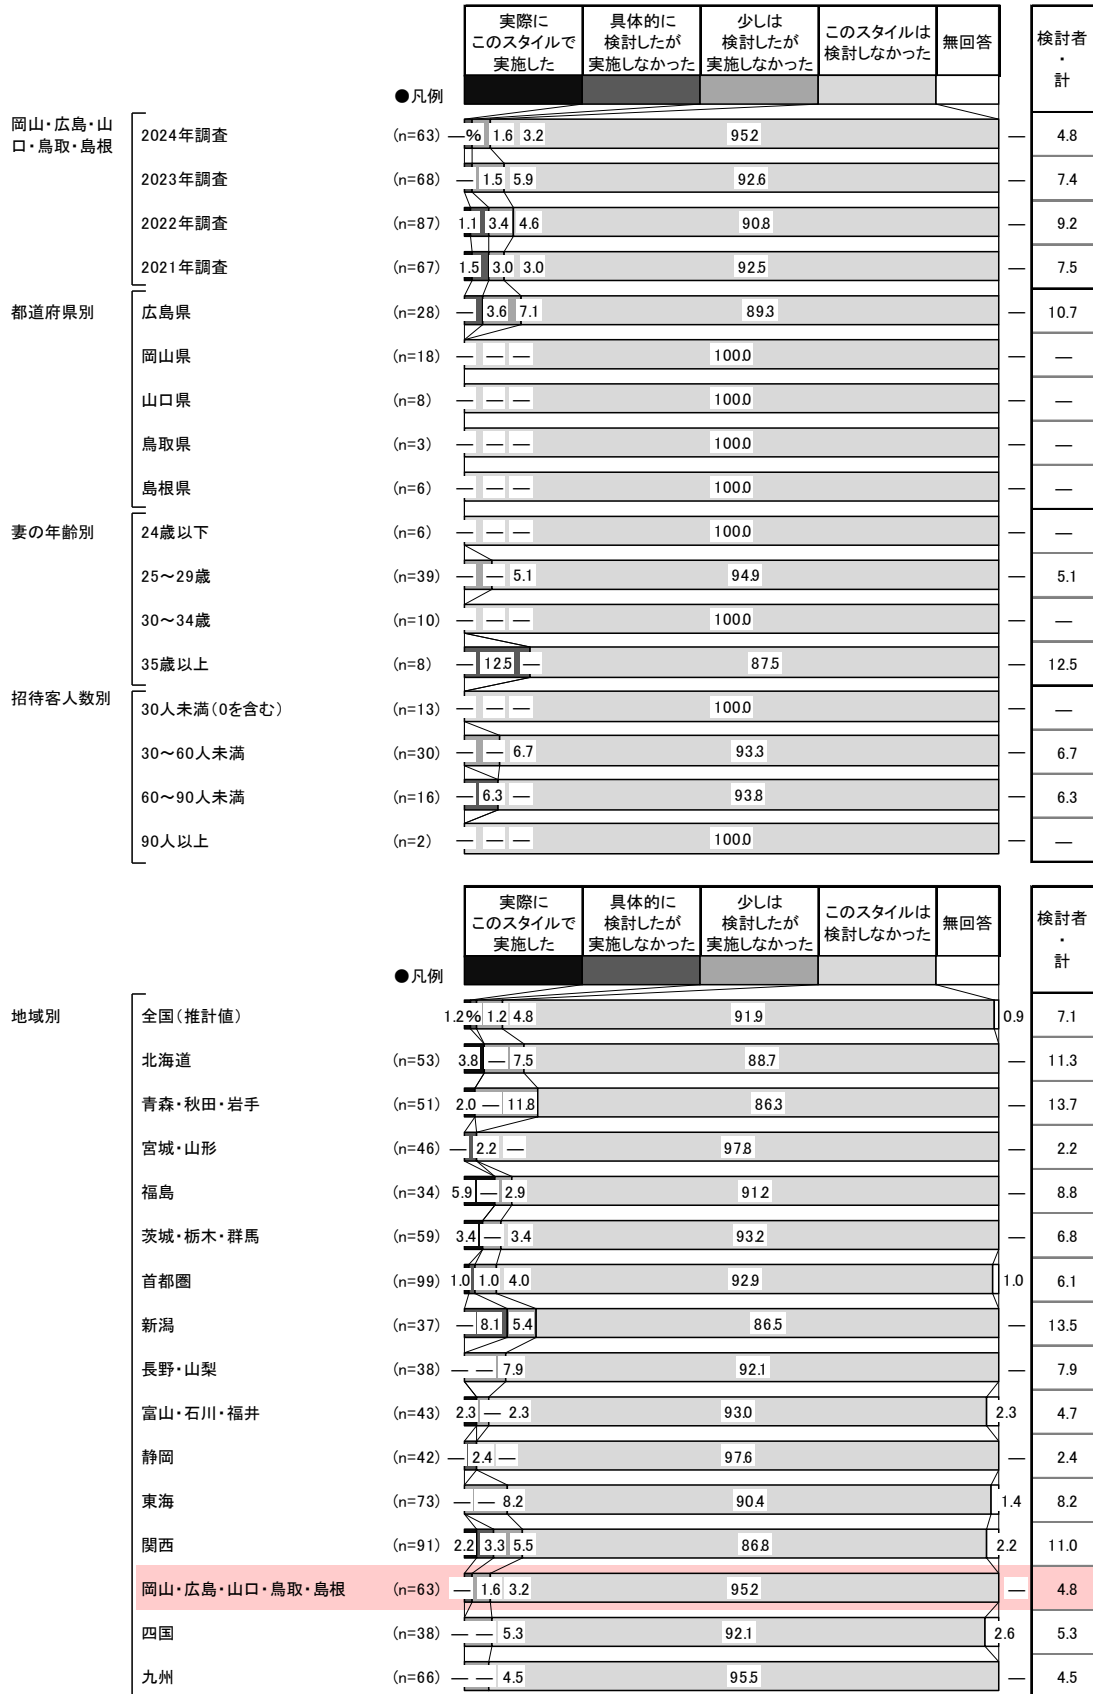 実際に
このスタイルで
実施した
具体的に
検討したが
実施しなかった
少しは
検討したが
実施しなかった
このスタイルは
検討しなかった
無回答
検討者
・
計
●凡例
岡山・広島・山
口・鳥取・島根
2024年調査 (n=63) ―% 1.6 3.2 95.2 ― 4.8
2023年調査 (n=68) ― 1.5 5.9 92.6 ― 7.4
2022年調査 (n=87) 1.1 3.4 4.6 90.8 ― 9.2
2021年調査 (n=67) 1.5 3.0 3.0 92.5 ― 7.5
都道府県別
広島県 (n=28) ― 3.6 7.1 89.3 ― 10.7
岡山県 (n=18) ― ― ― 100.0 ― ―
山口県 (n=8) ― ― ― 100.0 ― ―
鳥取県 (n=3) ― ― ― 100.0 ― ―
島根県 (n=6) ― ― ― 100.0 ― ―
妻の年齢別
24歳以下 (n=6) ― ― ― 100.0 ― ―
25～29歳 (n=39) ― ― 5.1 94.9 ― 5.1
30～34歳 (n=10) ― ― ― 100.0 ― ―
35歳以上 (n=8) ― 12.5 ― 87.5 ― 12.5
招待客人数別
30人未満(0を含む) (n=13) ― ― ― 100.0 ― ―
30～60人未満 (n=30) ― ― 6.7 93.3 ― 6.7
60～90人未満 (n=16) ― 6.3 ― 93.8 ― 6.3
90人以上 (n=2) ― ― ― 100.0 ― ―
実際に
このスタイルで
実施した
具体的に
検討したが
実施しなかった
少しは
検討したが
実施しなかった
このスタイルは
検討しなかった
無回答
検討者
・
計
●凡例
地域別
全国(推計値) 1.2% 1.2 4.8 91.9 0.9 7.1
北海道 (n=53) 3.8 ― 7.5 88.7 ― 11.3
青森・秋田・岩手 (n=51) 2.0 ― 11.8 86.3 ― 13.7
宮城・山形 (n=46) ― 2.2 ― 97.8 ― 2.2
福島 (n=34) 5.9 ― 2.9 91.2 ― 8.8
茨城・栃木・群馬 (n=59) 3.4 ― 3.4 93.2 ― 6.8
首都圏 (n=99) 1.0 1.0 4.0 92.9 1.0 6.1
新潟 (n=37) ― 8.1 5.4 86.5 ― 13.5
長野・山梨 (n=38) ― ― 7.9 92.1 ― 7.9
富山・石川・福井 (n=43) 2.3 ― 2.3 93.0 2.3 4.7
静岡 (n=42) ― 2.4 ― 97.6 ― 2.4
東海 (n=73) ― ― 8.2 90.4 1.4 8.2
関西 (n=91) 2.2 3.3 5.5 86.8 2.2 11.0
岡山・広島・山口・鳥取・島根 (n=63) ― 1.6 3.2 95.2 ― 4.8
四国 (n=38) ― ― 5.3 92.1 2.6 5.3
九州 (n=66) ― ― 4.5 95.5 ― 4.5